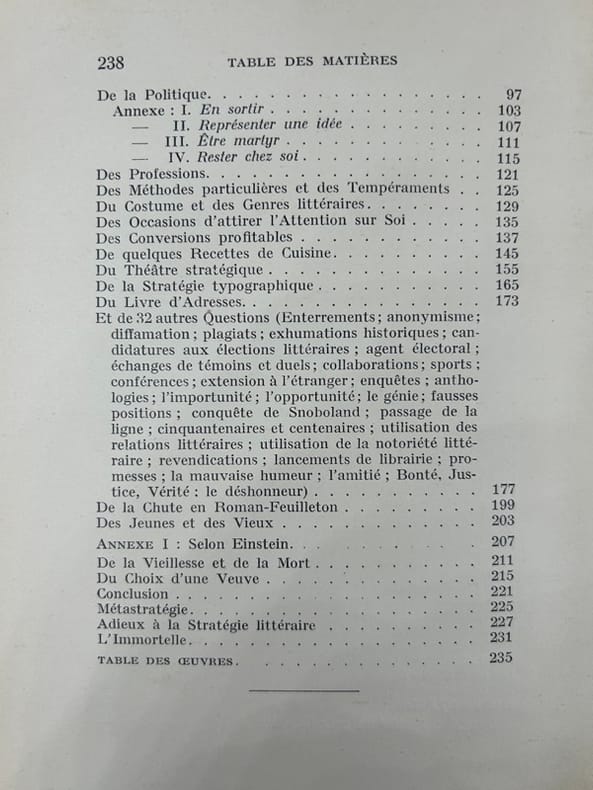 238 TABLE DES MATIÈRES
De la Politique. . . . . . . . . . . . . . . . . . 97
Annexe : I. En sortir . . . . . . . . . . . . . . 103
— II. Représenter une idée . . . . . . . . . 107
— III. Être martyr . . . . . . . . . . . . . 111
— IV. Rester chez soi . . . . . . . . . . . . 115
Des Professions. . . . . . . . . . . . . . . . . . 121
Des Méthodes particulières et des Tempéraments . . 125
Du Costume et des Genres littéraires. . . . . . . . 129
Des Occasions d'attirer l'Attention sur Soi . . . . . 135
Des Conversions profitables . . . . . . . . . . . . 137
De quelques Recettes de Cuisine. . . . . . . . . . 145
Du Théâtre stratégique . . . . . . . . . . . . . . 155
De la Stratégie typographique . . . . . . . . . . . 165
Du Livre d'Adresses. . . . . . . . . . . . . . . . 173
Et de 32 autres Questions (Enterrements ; anonymisme ;
diffamation ; plagiats ; exhumations historiques ; can-
didatures aux élections littéraires ; agent électoral ;
échanges de témoins et duels ; collaborations ; sports ;
conférences ; extension à l'étranger ; enquêtes ; antho-
logies ; l'importunité ; l'opportunité ; le génie ; fausses
positions ; conquête de Snoboland ; passage de la
ligne ; cinquantenaires et centenaires ; utilisation des
relations littéraires ; utilisation de la notoriété litté-
raire ; revendications ; lancements de librairie ; pro-
messes ; la mauvaise humeur ; l'amitié ; Bonté, Jus-
tice, Vérité ; le déshonneur) . . . . . . . . . . . 177
De la Chute en Roman-Feuilleton . . . . . . . . . 199
Des Jeunes et des Vieux . . . . . . . . . . . . . 203
ANNEXE I : Selon Einstein. . . . . . . . . . . . . 207
De la Vieillesse et de la Mort . . . . . . . . . . . 211
Du Choix d'une Veuve . . . . . . . . . . . . . . 215
Conclusion . . . . . . . . . . . . . . . . . . . . 221
Métastratégie. . . . . . . . . . . . . . . . . . . 225
Adieux à la Stratégie littéraire . . . . . . . . . . 227
L'Immortelle. . . . . . . . . . . . . . . . . . . 231
TABLE DES ŒUVRES. . . . . . . . . . . . . . . 235